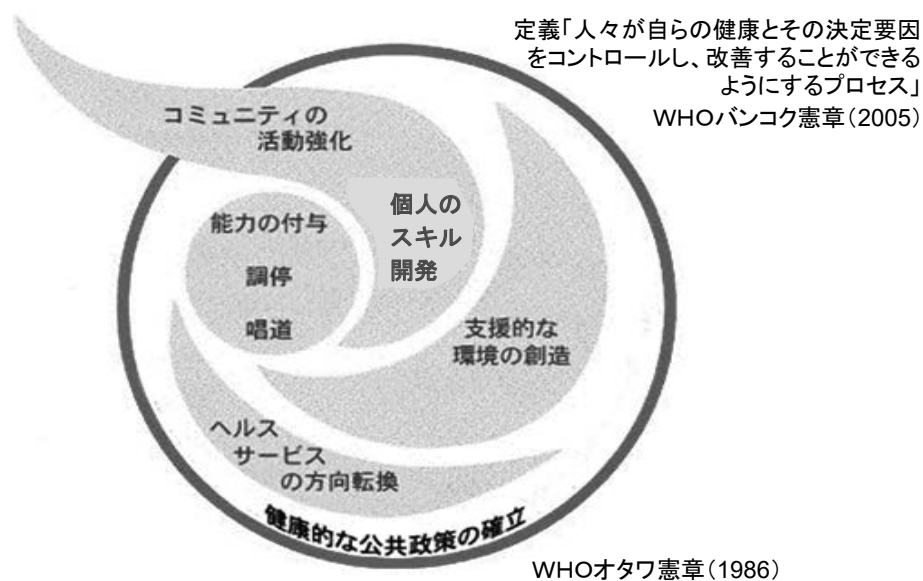 定義「人々が自らの健康とその決定要因
をコントロールし、改善することができる
ようにするプロセス」
WHOバンコク憲章(2005)
コミュニティの
活動強化
個人の
スキル
開発
能力の付与
調停
唱道
支援的な
環境の創造
ヘルス
サービス
の方向転換
健康的な公共政策の確立
WHOオタワ憲章(1986)